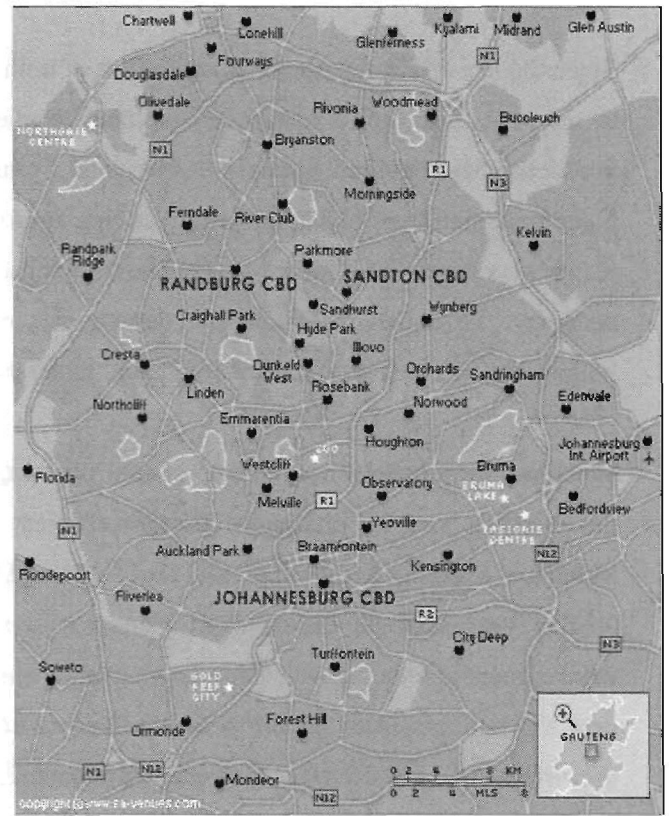 Chartwell
Lonehill
Glenferness
Kyalami
Midrand
Glen Austin
Fourways
N1
Douglasdale
Olivedale
Rivonia
Woodmead
Buccleuch
NORTHGATE
CENTRE
N1
Bryanston
R1
N3
Morningside
Ferndale
River Club
Kelvin
Randpark
Ridge
Parkmore
RANDBURG CBD
SANDTON CBD
Sandhurst
Wynberg
Craighall Park
Hyde Park
Illovo
Cresta
Dunkeld
West
Orchards
Sandringham
Linden
Rosebank
Norwood
Edenvale
Northcliff
Emmarentia
Houghton
Johannesburg
Int. Airport
ZOO
Westcliff
Florida
Melville
R1
Observatory
Bruma
BRUMA
LAKE
Bedfordview
Yeoville
EASTGATE
CENTRE
N1
Auckland Park
Braamfontein
Kensington
N12
Roodepoort
Riverlea
JOHANNESBURG CBD
R2
Turffontein
City Deep
N3
Soweto
GOLD
REEF
CITY
Ormonde
Forest Hill
GAUTENG
N1
N12
Mondeor
N12
0 2 4 8 KM
0 2 4 MLS 8
copyright@www.sa-venues.com